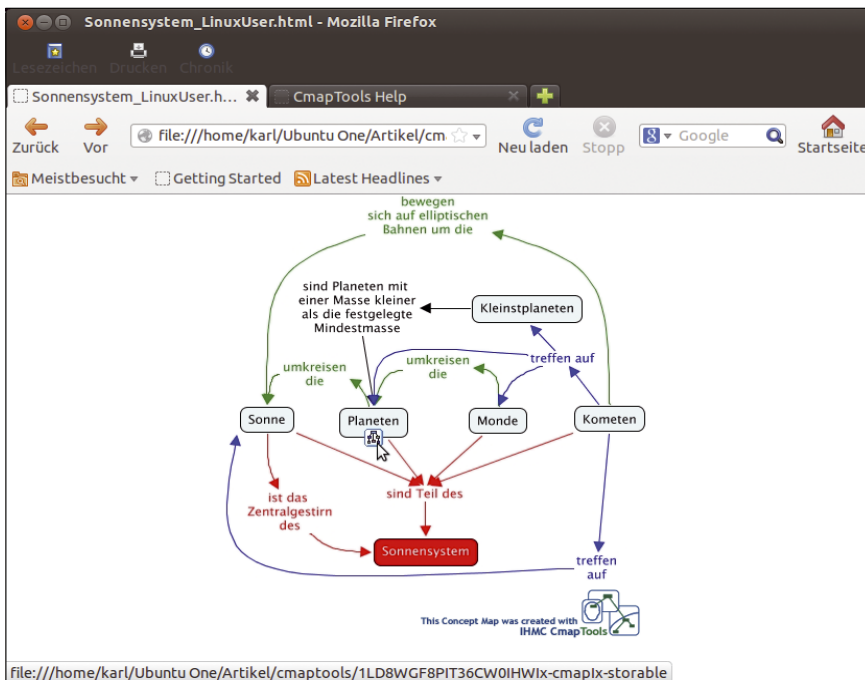 Sonnensystem_LinuxUser.html - Mozilla Firefox
Lesezeichen Drucken Chronik
Sonnensystem_LinuxUser.h... CmapTools Help
Zurück Vor file:///home/karl/Ubuntu One/Artikel/cm Neu laden Stopp Google Startseite
Meistbesucht Getting Started Latest Headlines
bewegen
sich auf elliptischen
Bahnen um die
sind Planeten mit
einer Masse kleiner
als die festgelegte
Mindestmasse
Kleinstplaneten
umkreisen
die
umkreisen
die
treffen auf
Sonne Planeten Monde Kometen
ist das
Zentralgestirn
des
sind Teil des
Sonnensystem
treffen
auf
This Concept Map was created with
IHMC CmapTools
file:///home/karl/Ubuntu One/Artikel/cmaptools/1LD8WGF8PIT36CW0IHWIx-cmapIx-storable